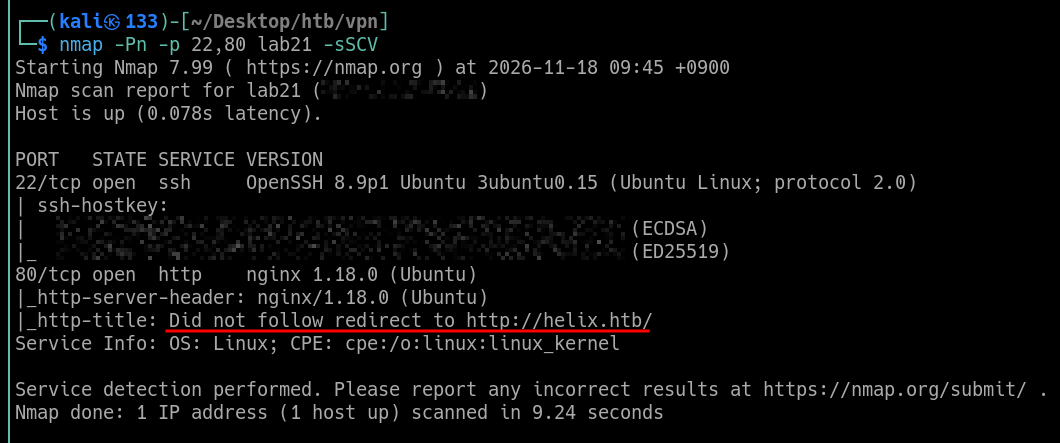 ┌──(kali㉿133)-[~/Desktop/htb/vpn]
└─$ nmap -Pn -p 22,80 lab21 -sSCV
Starting Nmap 7.99 ( https://nmap.org ) at 2026-11-18 09:45 +0900
Nmap scan report for lab21 ( )
Host is up (0.078s latency).
PORT   STATE SERVICE VERSION
22/tcp open  ssh     OpenSSH 8.9p1 Ubuntu 3ubuntu0.15 (Ubuntu Linux; protocol 2.0)
| ssh-hostkey:
| (ECDSA)
|_ (ED25519)
80/tcp open  http    nginx 1.18.0 (Ubuntu)
|_http-server-header: nginx/1.18.0 (Ubuntu)
|_http-title: Did not follow redirect to http://helix.htb/
Service Info: OS: Linux; CPE: cpe:/o:linux:linux_kernel
Service detection performed. Please report any incorrect results at https://nmap.org/submit/ .
Nmap done: 1 IP address (1 host up) scanned in 9.24 seconds